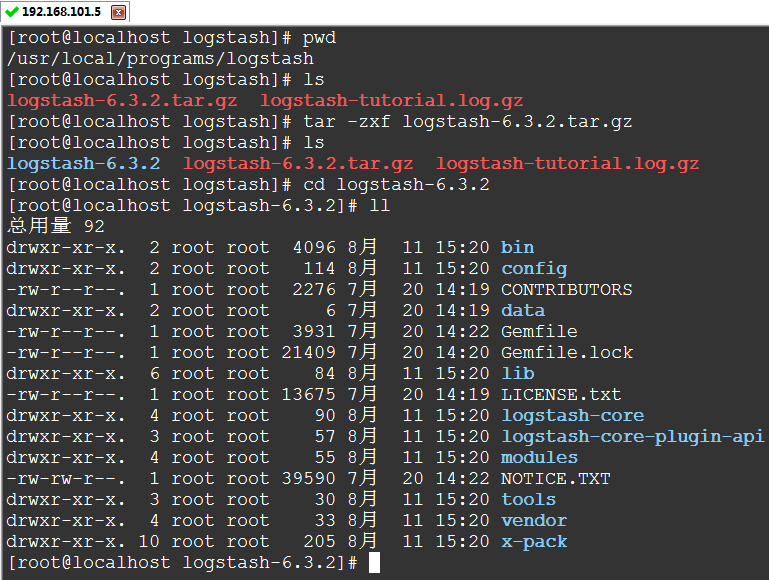 192.168.101.5
[root@localhost logstash]# pwd
/usr/local/programs/logstash
[root@localhost logstash]# ls
logstash-6.3.2.tar.gz  logstash-tutorial.log.gz
[root@localhost logstash]# tar -zxf logstash-6.3.2.tar.gz
[root@localhost logstash]# ls
logstash-6.3.2  logstash-6.3.2.tar.gz  logstash-tutorial.log.gz
[root@localhost logstash]# cd logstash-6.3.2
[root@localhost logstash-6.3.2]# ll
总用量 92
drwxr-xr-x.  2 root root  4096 8月  11 15:20 bin
drwxr-xr-x.  2 root root   114 8月  11 15:20 config
-rw-r--r--.  1 root root  2276 7月  20 14:19 CONTRIBUTORS
drwxr-xr-x.  2 root root     6 7月  20 14:19 data
-rw-r--r--.  1 root root  3931 7月  20 14:22 Gemfile
-rw-r--r--.  1 root root 21409 7月  20 14:20 Gemfile.lock
drwxr-xr-x.  6 root root    84 8月  11 15:20 lib
-rw-r--r--.  1 root root 13675 7月  20 14:19 LICENSE.txt
drwxr-xr-x.  4 root root    90 8月  11 15:20 logstash-core
drwxr-xr-x.  3 root root    57 8月  11 15:20 logstash-core-plugin-api
drwxr-xr-x.  4 root root    55 8月  11 15:20 modules
-rw-rw-r--.  1 root root 39590 7月  20 14:22 NOTICE.TXT
drwxr-xr-x.  3 root root    30 8月  11 15:20 tools
drwxr-xr-x.  4 root root    33 8月  11 15:20 vendor
drwxr-xr-x. 10 root root   205 8月  11 15:20 x-pack
[root@localhost logstash-6.3.2]#